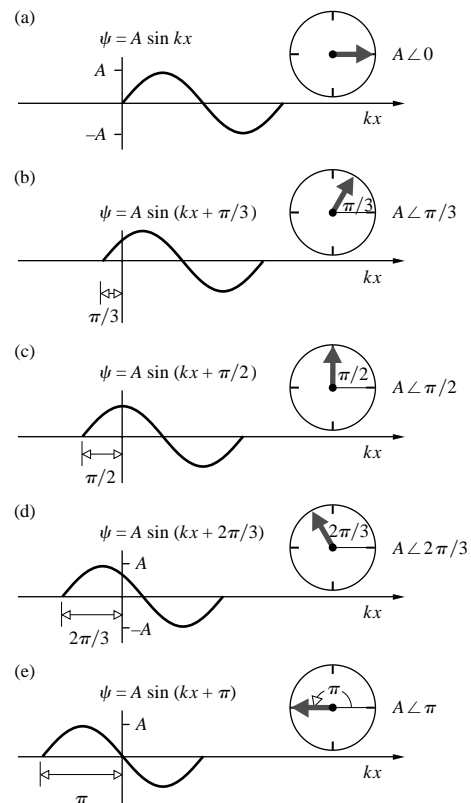 (a)
ψ = A sin kx
A
A∠0
–A
kx
(b)
ψ = A sin (kx + π/3)
π/3
A∠π/3
kx
π/3
(c)
ψ = A sin (kx + π/2)
π/2
A∠π/2
kx
π/2
(d)
ψ = A sin (kx + 2π/3)
2π/3
A∠2π/3
A
kx
2π/3
–A
(e)
ψ = A sin (kx + π)
π
A∠π
A
kx
π